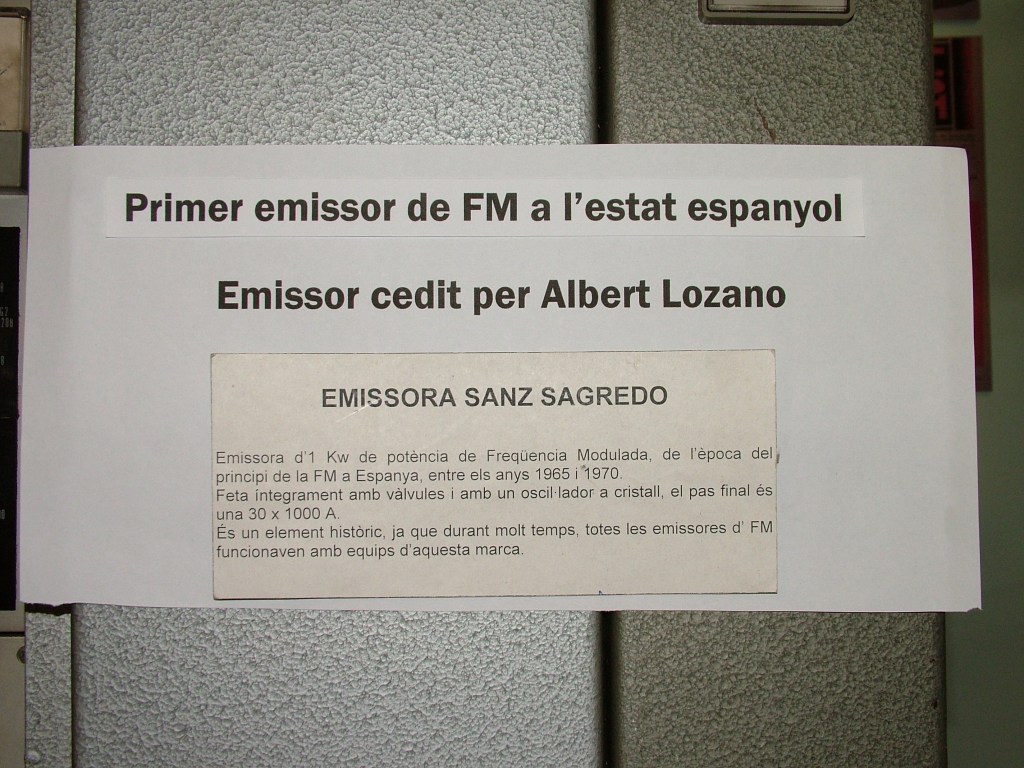 Primer emissor de FM a l’estat espanyol
Emissor cedit per Albert Lozano
EMISSORA SANZ SAGREDO
Emissora d’1 Kw de potència de Freqüencia Modulada, de l’època del
principi de la FM a Espanya, entre els anys 1965 i 1970.
Feta íntegrament amb vàlvules i amb un oscil·lador a cristall, el pas final és
una 30 x 1000 A.
És un element històric, ja que durant molt temps, totes les emissores d’ FM
funcionaven amb equips d’aquesta marca.